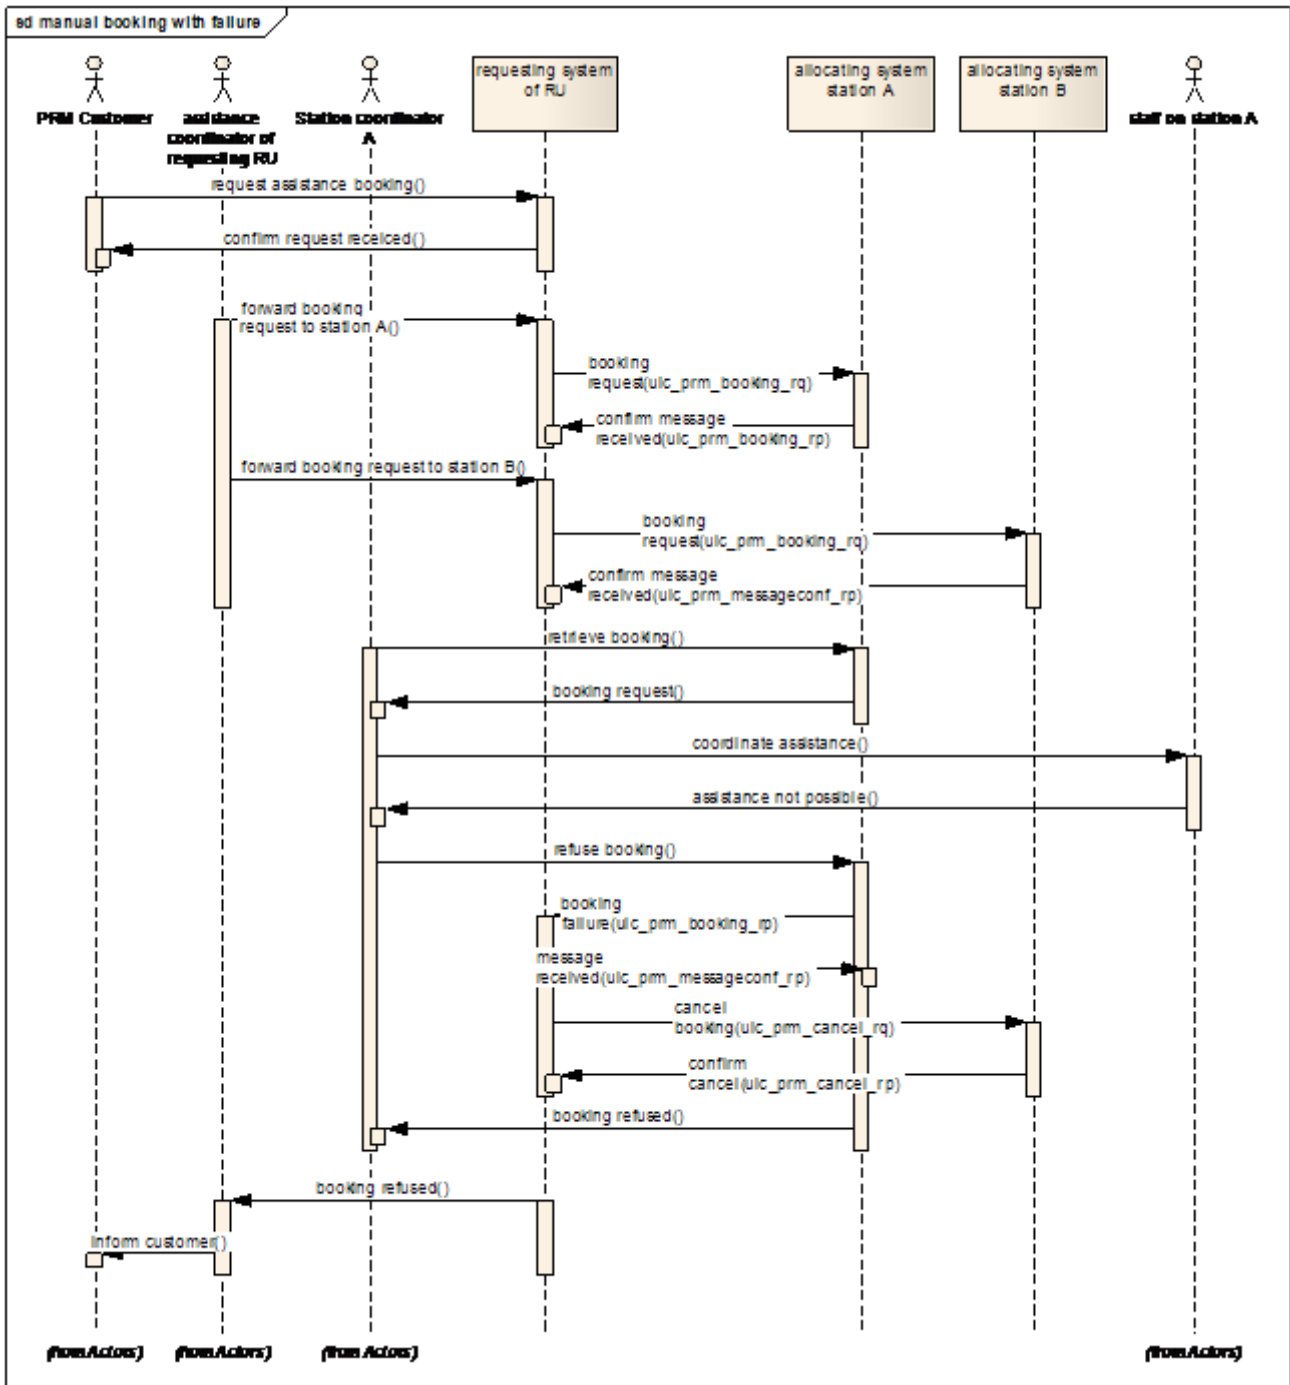 sd manual booking with failure
PRM Customer
assistance
coordinator of
requesting RU
Station coordinator
A
requesting system
of RU
allocating system
station A
allocating system
station B
staff on station A
request assistance booking()
confirm request receiced()
forward booking
request to station A()
booking
request(uic_prm_booking_rq)
confirm message
received(uic_prm_booking_rp)
forward booking request to station B()
booking
request(uic_prm_booking_rq)
confirm message
received(uic_prm_messageconf_rp)
retrieve booking()
booking request()
coordinate assistance()
assistance not possible()
refuse booking()
booking
failure(uic_prm_booking_rp)
message
received(uic_prm_messageconf_rp)
cancel
booking(uic_prm_cancel_rq)
confirm
cancel(uic_prm_cancel_rp)
booking refused()
booking refused()
inform customer()
(from Actors)
(from Actors)
(from Actors)
(from Actors)